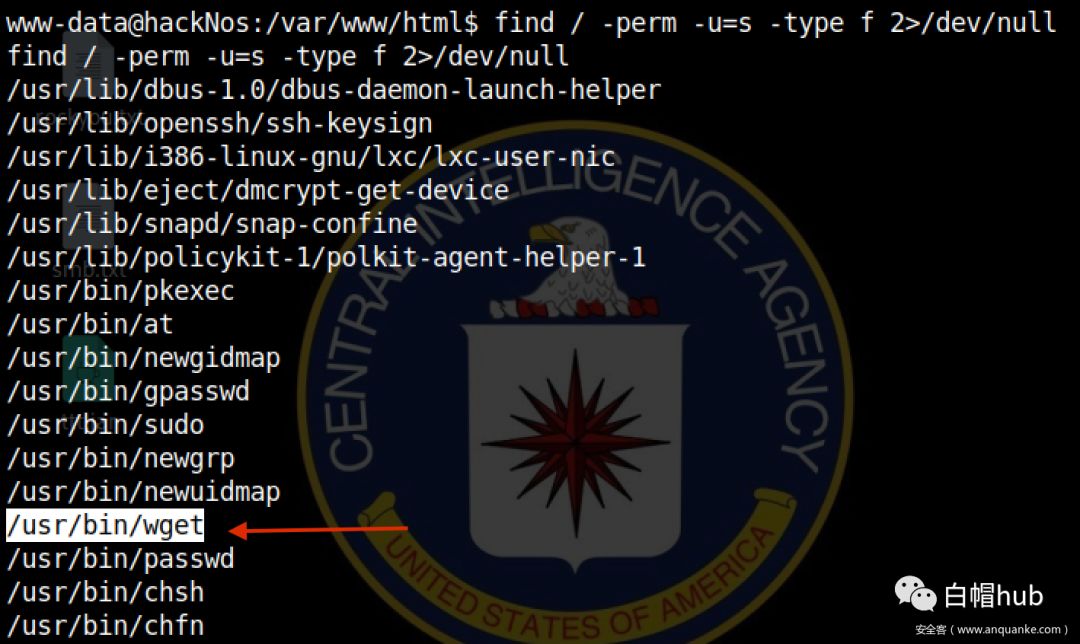 www-data@hackNos:/var/www/html$ find / -perm -u=s -type f 2>/dev/null
find / -perm -u=s -type f 2>/dev/null
/usr/lib/dbus-1.0/dbus-daemon-launch-helper
/usr/lib/openssh/ssh-keysign
/usr/lib/i386-linux-gnu/lxc/lxc-user-nic
/usr/lib/eject/dmcrypt-get-device
/usr/lib/snapd/snap-confine
/usr/lib/policykit-1/polkit-agent-helper-1
smb.txt
/usr/bin/pkexec
/usr/bin/at
/usr/bin/newgidmap
/usr/bin/gpasswd
/usr/bin/sudo
/usr/bin/newgrp
/usr/bin/newuidmap
/usr/bin/wget
/usr/bin/passwd
/usr/bin/chsh
/usr/bin/chfn
CENTRAL INTELLIGENCE AGENCY
UNITED STATES OF AMERICA
白帽hub
安全客（www.anquanke.com）